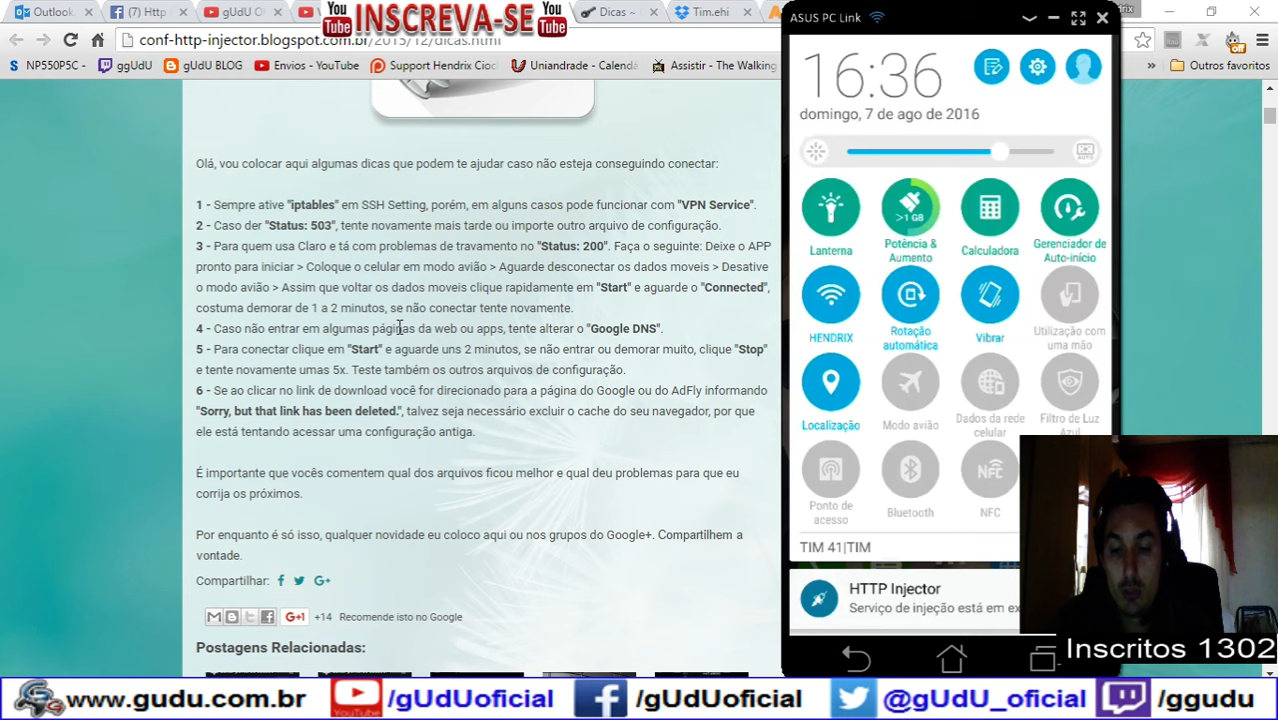 Outlook
(7) Http
gUdU O
You Tube INSCREVA-SE You Tube
Dicas ~
Tim.ehi
conf-http-injector.blogspot.com.br/2015/12/dicas.html
NP550P5C -
ggUdU
gUdU BLOG
Envios - YouTube
Support Hendrix Cioc
Uniandrade - Calendá
Assistir - The Walking
»
Outros favoritos
off
Olá, vou colocar aqui algumas dicas que podem te ajudar caso não esteja conseguindo conectar:
1 - Sempre ative "iptables" em SSH Setting, porém, em alguns casos pode funcionar com "VPN Service".
2 - Caso der "Status: 503", tente novamente mais tarde ou importe outro arquivo de configuração.
3 - Para quem usa Claro e tá com problemas de travamento no "Status: 200". Faça o seguinte: Deixe o APP
pronto para iniciar > Coloque o celular em modo avião > Aguarde desconectar os dados moveis > Desative
o modo avião > Assim que voltar os dados moveis clique rapidamente em "Start" e aguarde o "Connected",
costuma demorar de 1 a 2 minutos, se não conectar tente novamente.
4 - Caso não entrar em algumas páginas da web ou apps, tente alterar o "Google DNS".
5 - Para conectar clique em "Start" e aguarde uns 2 minutos, se não entrar ou demorar muito, clique "Stop"
e tente novamente umas 5x. Teste também os outros arquivos de configuração.
6 - Se ao clicar no link de download você for direcionado para a página do Google ou do AdFly informando
"Sorry, but that link has been deleted.", talvez seja necessário excluir o cache do seu navegador, por que
ele está tentando acessar uma configuração antiga.
É importante que vocês comentem qual dos arquivos ficou melhor e qual deu problemas para que eu
corrija os próximos.
Por enquanto é só isso, qualquer novidade eu coloco aqui ou nos grupos do Google+. Compartilhem a
vontade.
Compartilhar:
G+1 +14 Recomende isto no Google
Postagens Relacionadas:
ASUS PC Link
16:36
domingo, 7 de ago de 2016
AUTO
>1 GB
Lanterna
Potência &
Aumento
Calculadora
Gerenciador de
Auto-início
HENDRIX
Rotação
automática
Vibrar
Utilização com
uma mão
Localização
Modo avião
Dados da rede
celular
Filtro de Luz
Azul
Ponto de
acesso
Bluetooth
NFC
TIM 41|TIM
HTTP Injector
Serviço de injeção está em ex
Inscritos 1302
www.gudu.com.br
YouTube
/gUdUoficial
/gUdUoficial
@gUdU_oficial
/ggudu